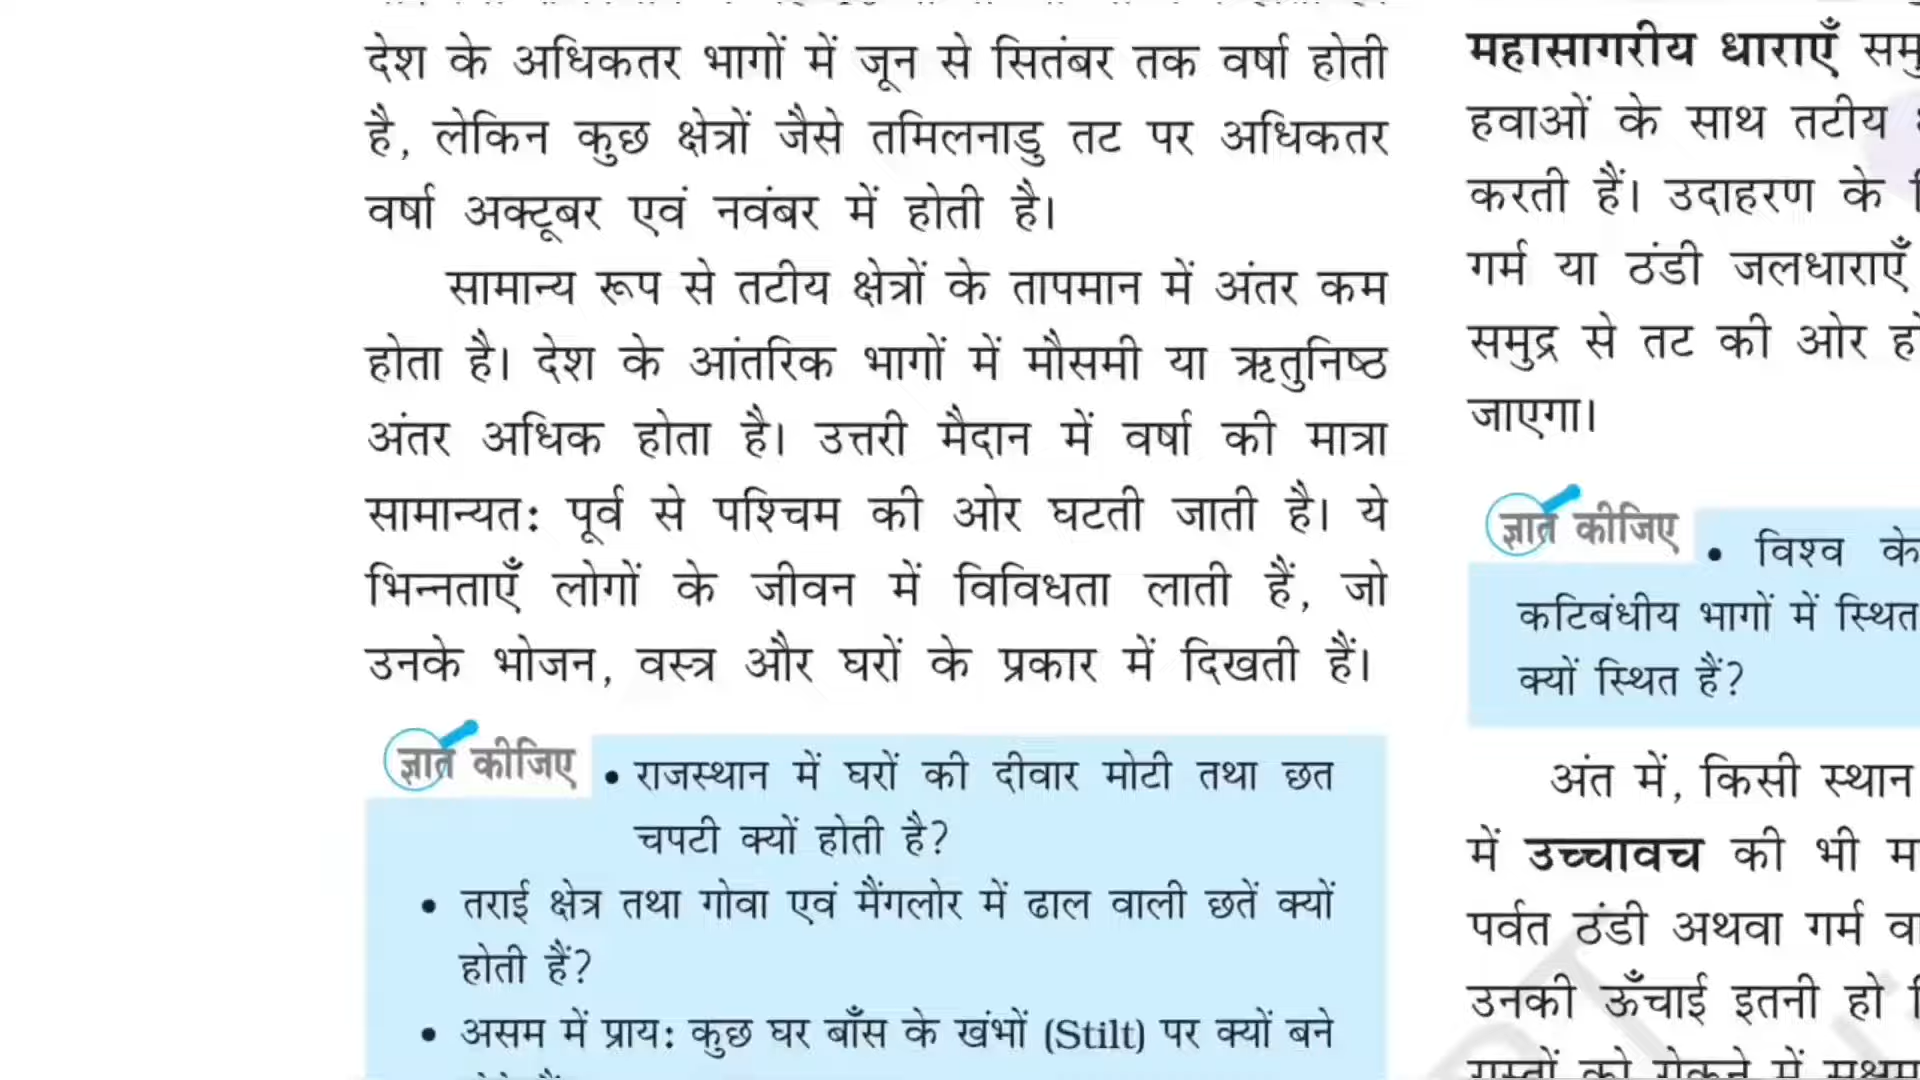 देश के अधिकतर भागों में जून से सितंबर तक वर्षा होती
है, लेकिन कुछ क्षेत्रों जैसे तमिलनाडु तट पर अधिकतर
वर्षा अक्टूबर एवं नवंबर में होती है।
सामान्य रूप से तटीय क्षेत्रों के तापमान में अंतर कम
होता है। देश के आंतरिक भागों में मौसमी या ऋतुनिष्ठ
अंतर अधिक होता है। उत्तरी मैदान में वर्षा की मात्रा
सामान्यत: पूर्व से पश्चिम की ओर घटती जाती है। ये
भिन्नताएँ लोगों के जीवन में विविधता लाती हैं, जो
उनके भोजन, वस्त्र और घरों के प्रकार में दिखती हैं।
ज्ञात कीजिए
• राजस्थान में घरों की दीवार मोटी तथा छत
चपटी क्यों होती है?
• तराई क्षेत्र तथा गोवा एवं मैंगलोर में ढाल वाली छतें क्यों
होती हैं?
• असम में प्राय: कुछ घर बाँस के खंभों (Stilt) पर क्यों बने
महासागरीय धाराएँ
हवाओं के साथ तटीय
करती हैं। उदाहरण के
गर्म या ठंडी जलधाराएँ
समुद्र से तट की ओर
जाएगा।
ज्ञात कीजिए
• विश्व के
कटिबंधीय भागों में स्थित
क्यों स्थित हैं?
अंत में, किसी स्थान
में उच्चावच की भी
पर्वत ठंडी अथवा गर्म
उनकी ऊँचाई इतनी हो